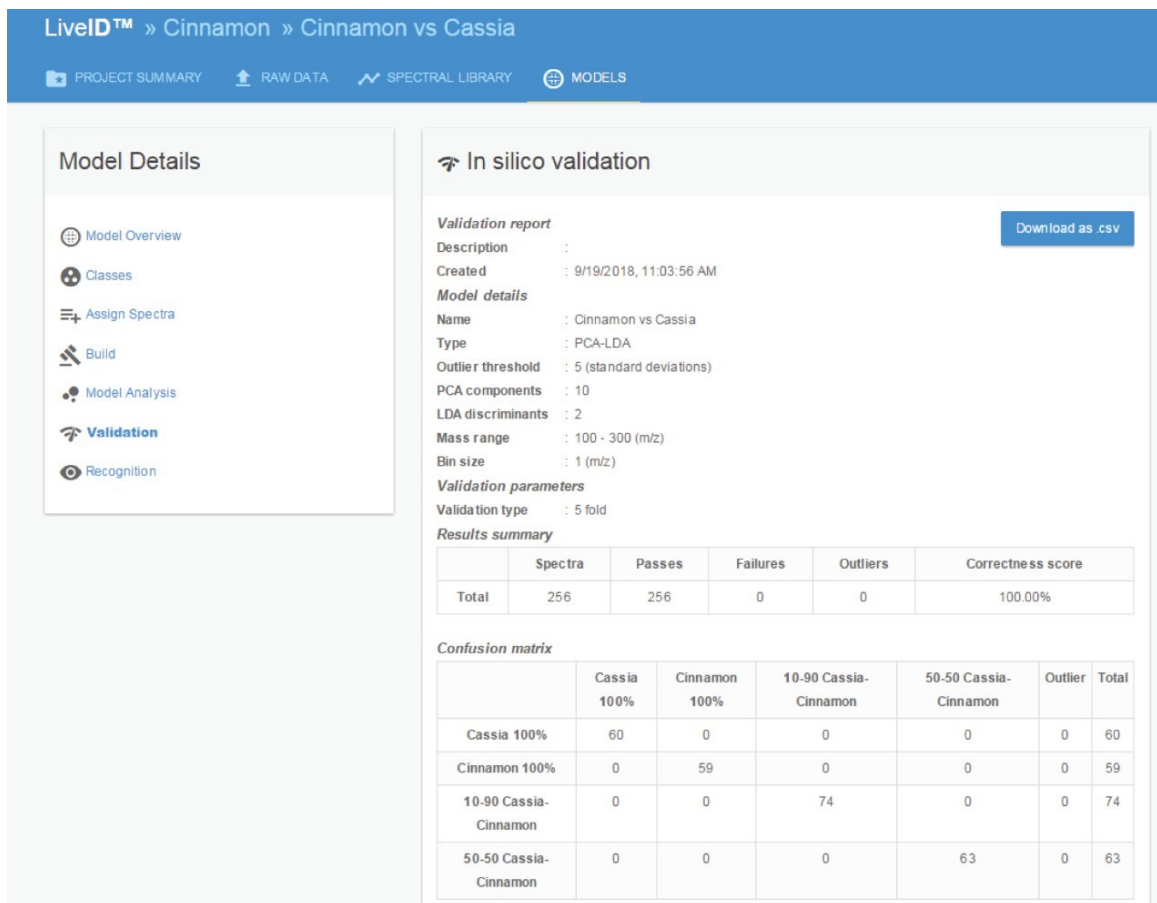 LiveID™ » Cinnamon » Cinnamon vs Cassia
PROJECT SUMMARY RAW DATA SPECTRAL LIBRARY MODELS
Model Details
Model Overview
Classes
Assign Spectra
Build
Model Analysis
Validation
Recognition
In silico validation
Download as .csv
Validation report
Description :
Created : 9/19/2018, 11:03:56 AM
Model details
Name : Cinnamon vs Cassia
Type : PCA-LDA
Outlier threshold : 5 (standard deviations)
PCA components : 10
LDA discriminants : 2
Mass range : 100 - 300 (m/z)
Bin size : 1 (m/z)
Validation parameters
Validation type : 5 fold
Results summary
Spectra Passes Failures Outliers Correctness score
Total 256 256 0 0 100.00%
Confusion matrix
Cassia 100% Cinnamon 100% 10-90 Cassia-Cinnamon 50-50 Cassia-Cinnamon Outlier Total
Cassia 100% 60 0 0 0 0 60
Cinnamon 100% 0 59 0 0 0 59
10-90 Cassia-Cinnamon 0 0 74 0 0 74
50-50 Cassia-Cinnamon 0 0 0 63 0 63